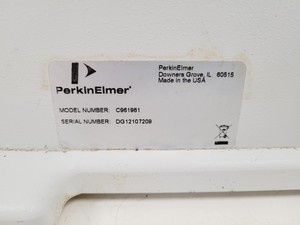 PerkinElmer
Downers Grove, IL 60515
Made in the USA
PerkinElmer
MODEL NUMBER: C961961
SERIAL NUMBER: DG12107209